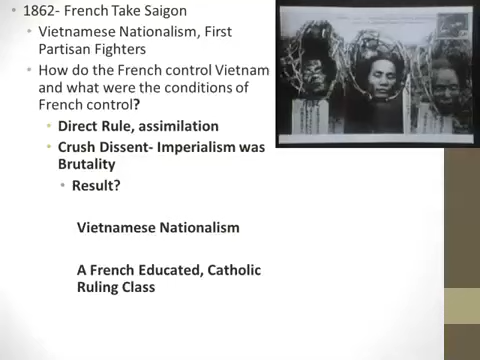 1862- French Take Saigon
Vietnamese Nationalism, First
Partisan Fighters
How do the French control Vietnam
and what were the conditions of
French control?
Direct Rule, assimilation
Crush Dissent- Imperialism was
Brutality
Result?
Vietnamese Nationalism
A French Educated, Catholic
Ruling Class